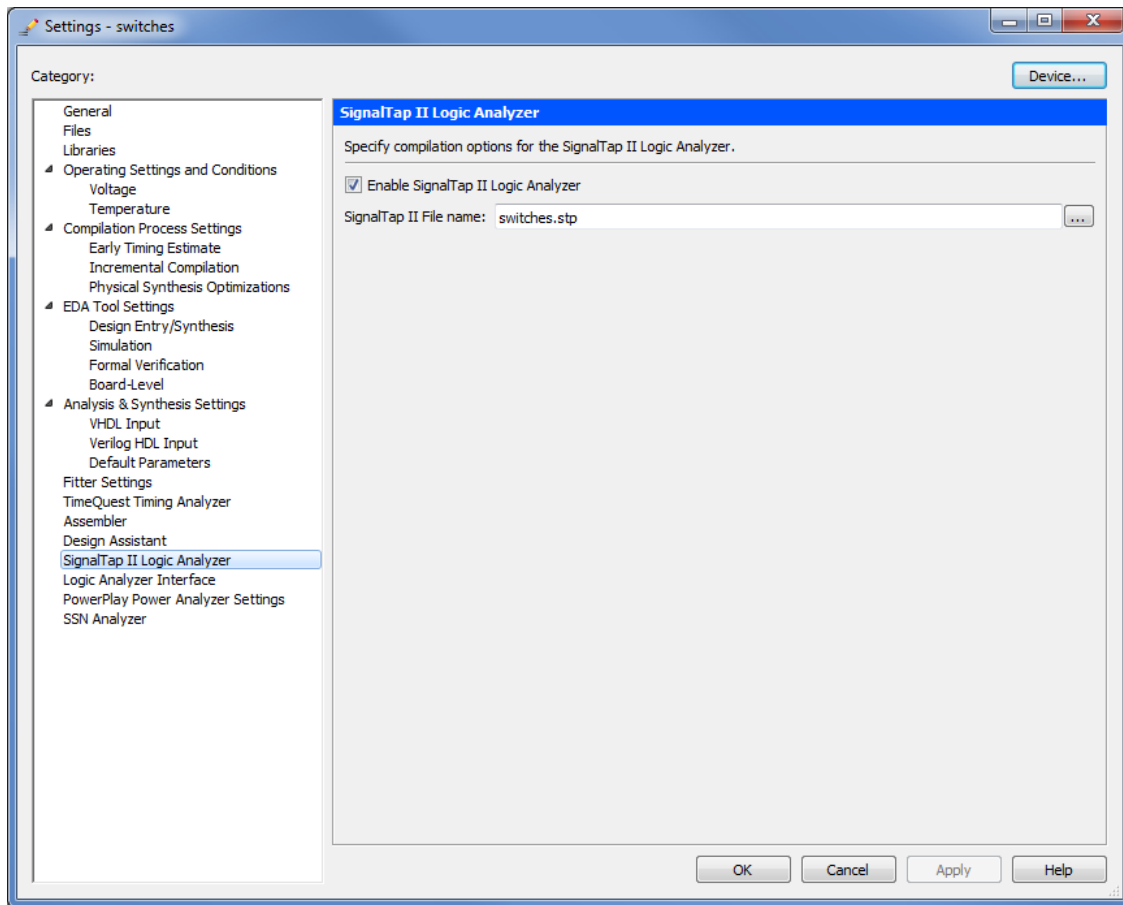 Settings - switches
Category:
Device...
General
Files
Libraries
Operating Settings and Conditions
Voltage
Temperature
Compilation Process Settings
Early Timing Estimate
Incremental Compilation
Physical Synthesis Optimizations
EDA Tool Settings
Design Entry/Synthesis
Simulation
Formal Verification
Board-Level
Analysis & Synthesis Settings
VHDL Input
Verilog HDL Input
Default Parameters
Fitter Settings
TimeQuest Timing Analyzer
Assembler
Design Assistant
SignalTap II Logic Analyzer
Logic Analyzer Interface
PowerPlay Power Analyzer Settings
SSN Analyzer
SignalTap II Logic Analyzer
Specify compilation options for the SignalTap II Logic Analyzer.
Enable SignalTap II Logic Analyzer
SignalTap II File name: switches.stp ...
OK Cancel Apply Help